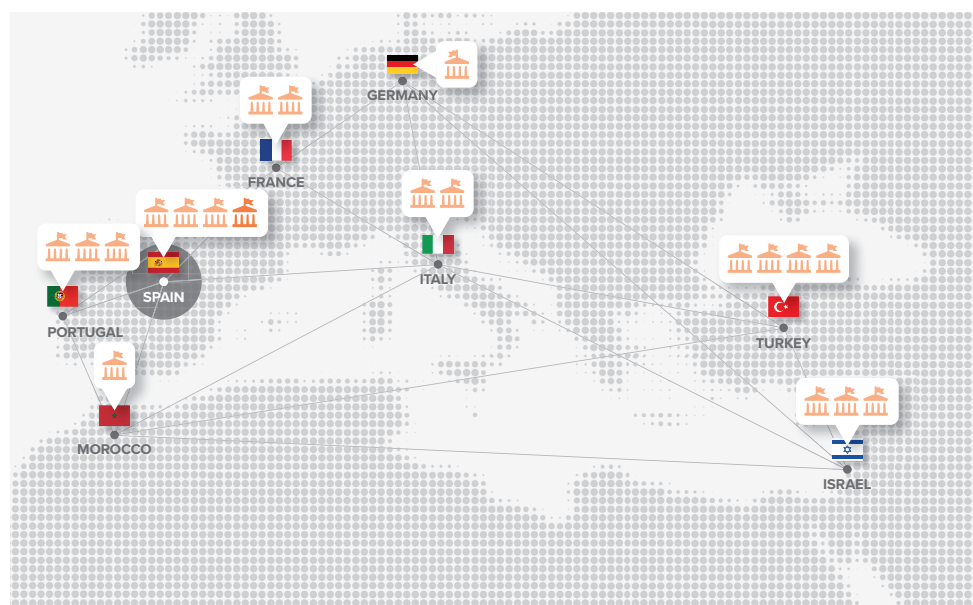 GERMANY
FRANCE
ITALY
SPAIN
PORTUGAL
TURKEY
MOROCCO
ISRAEL